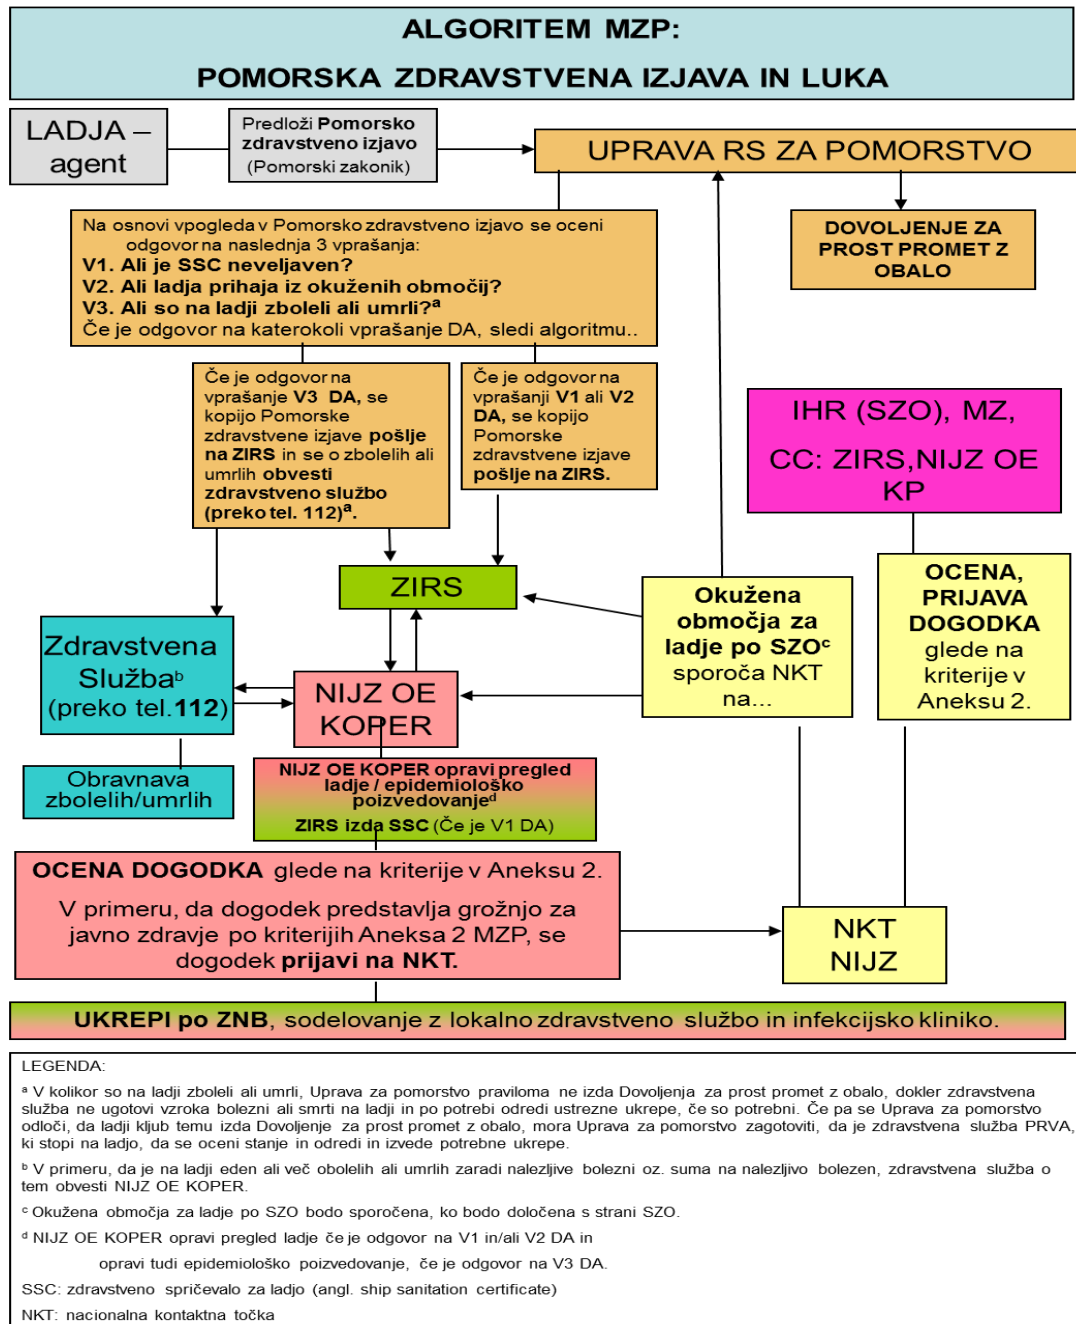 ALGORITEM MZP:
POMORSKA ZDRAVSTVENA IZJAVA IN LUKA
LADJA –
agent
Predloži Pomorsko
zdravstveno izjavo
(Pomorski zakonik)
UPRAVA RS ZA POMORSTVO
DOVOLJENJE ZA
PROST PROMET Z
OBALO
Na osnovi vpogleda v Pomorsko zdravstveno izjavo se oceni
odgovor na naslednja 3 vprašanja:
V1. Ali je SSC neveljaven?
V2. Ali ladja prihaja iz okuženih območij?
V3. Ali so na ladji zboleli ali umrli?a
Če je odgovor na katerokoli vprašanje DA, sledi algoritmu..
Če je odgovor na
vprašanje V3 DA, se
kopijo Pomorske
zdravstvene izjave pošlje
na ZIRS in se o zbolelih ali
umrlih obvesti
zdravstveno službo
(preko tel. 112)a.
Če je odgovor na
vprašanji V1 ali V2
DA, se kopijo
Pomorske
zdravstvene izjave
pošlje na ZIRS.
IHR (SZO), MZ,
CC: ZIRS,NIJZ OE
KP
ZIRS
Okužena
območja za
ladje po SZOc
sporoča NKT
na...
OCENA,
PRIJAVA
DOGODKA
glede na
kriterije v
Aneksu 2.
Zdravstvena
Službab
(preko tel.112)
NIJZ OE
KOPER
Obravnava
zbolelih/umrlih
NIJZ OE KOPER opravi pregled
ladje / epidemiološko
poizvedovanjed
ZIRS izda SSC (Če je V1 DA)
OCENA DOGODKA glede na kriterije v Aneksu 2.
V primeru, da dogodek predstavlja grožnjo za
javno zdravje po kriterijih Aneksa 2 MZP, se
dogodek prijavi na NKT.
NKT
NIJZ
UKREPI po ZNB, sodelovanje z lokalno zdravstveno službo in infekcijsko kliniko.
LEGENDA:
a V kolikor so na ladji zboleli ali umrli, Uprava za pomorstvo praviloma ne izda Dovoljenja za prost promet z obalo, dokler zdravstvena
služba ne ugotovi vzroka bolezni ali smrti na ladji in po potrebi odredi ustrezne ukrepe, če so potrebni. Če pa se Uprava za pomorstvo
odloči, da ladji kljub temu izda Dovoljenje za prost promet z obalo, mora Uprava za pomorstvo zagotoviti, da je zdravstvena služba PRVA,
ki stopi na ladjo, da se oceni stanje in odredi in izvede potrebne ukrepe.
b V primeru, da je na ladji eden ali več obolelih ali umrlih zaradi nalezljive bolezni oz. suma na nalezljivo bolezen, zdravstvena služba o
tem obvesti NIJZ OE KOPER.
c Okužena območja za ladje po SZO bodo sporočena, ko bodo določena s strani SZO.
d NIJZ OE KOPER opravi pregled ladje če je odgovor na V1 in/ali V2 DA in
opravi tudi epidemiološko poizvedovanje, če je odgovor na V3 DA.
SSC: zdravstveno spričevalo za ladjo (angl. ship sanitation certificate)
NKT: nacionalna kontaktna točka